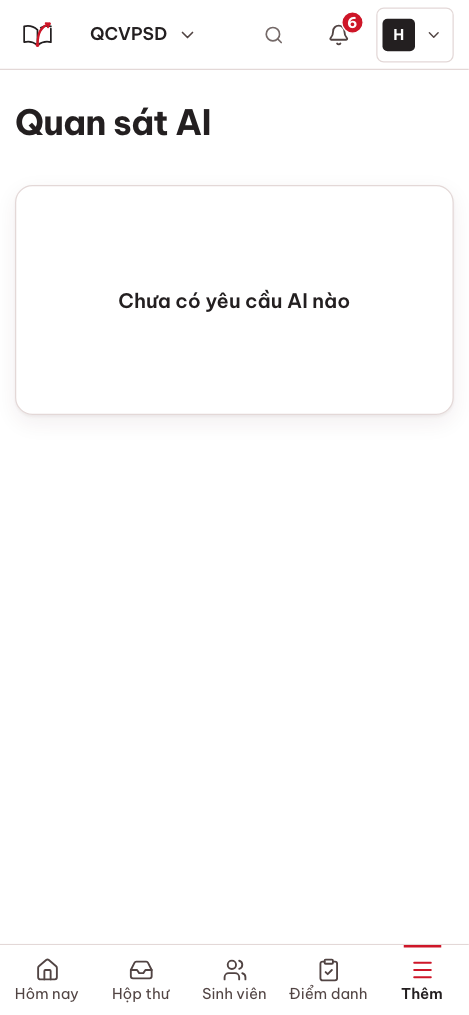 QCVPSD
6
H
Quan sát AI
Chưa có yêu cầu AI nào
Hôm nay
Hộp thư
Sinh viên
Điểm danh
Thêm